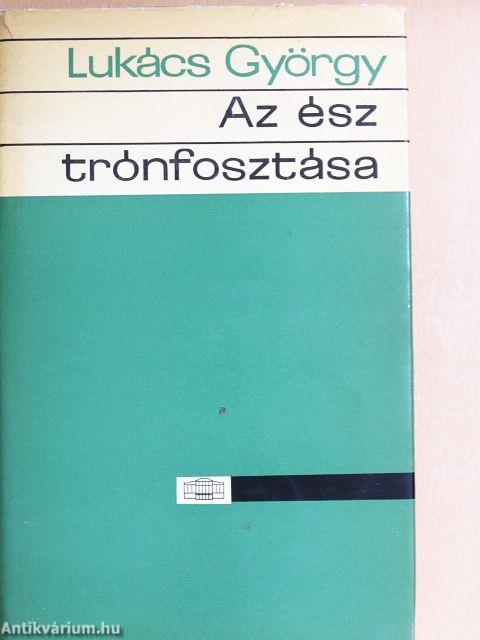 Lukács György
Az ész
trónfosztása
Antikvárium.hu